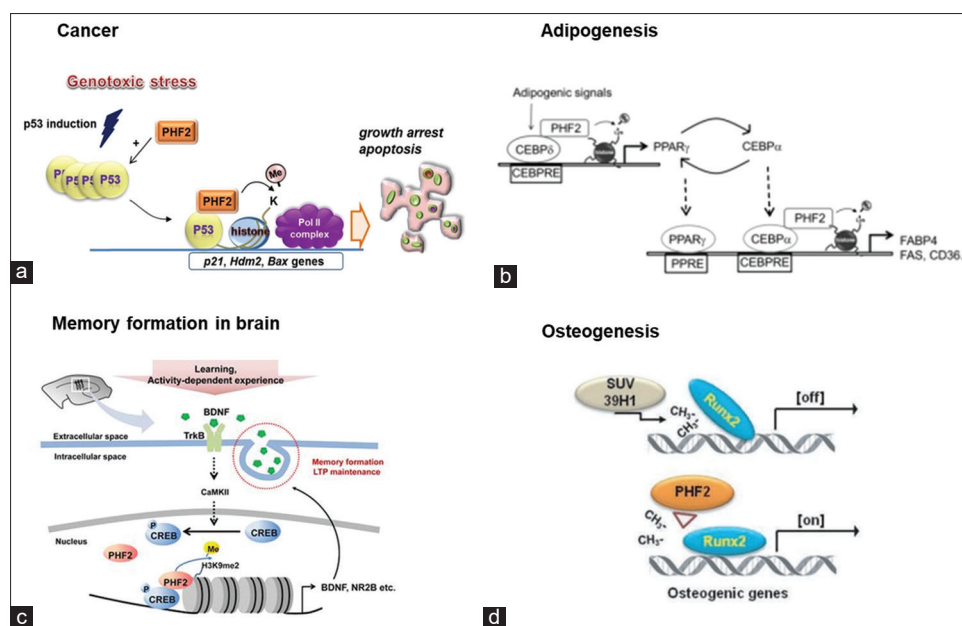 Cancer
Genotoxic stress
p53 induction
+
PHF2
P5
P5
P5
P53
growth arrest
apoptosis
PHF2
Me
K
P53
histone
Pol II
complex
p21, Hdm2, Bax genes
a
Adipogenesis
Adipogenic signals
PHF2
CEBPδ
CEBPRE
PPARγ
CEBPα
PHF2
PPARγ
CEBPα
PPRE
CEBPRE
FABP4
FAS, CD36,
b
Memory formation in brain
Learning,
Activity-dependent experience
BDNF
TrkB
Extracellular space
Intracellular space
Memory formation
LTP maintenance
CaMKII
P
CREB
CREB
Nucleus
PHF2
Me
H3K9me2
PHF2
P
CREB
BDNF, NR2B etc.
c
Osteogenesis
SUV
39H1
CH₃-
CH₃-
Runx2
[off]
PHF2
CH₃-
CH₃-
Runx2
[on]
Osteogenic genes
d